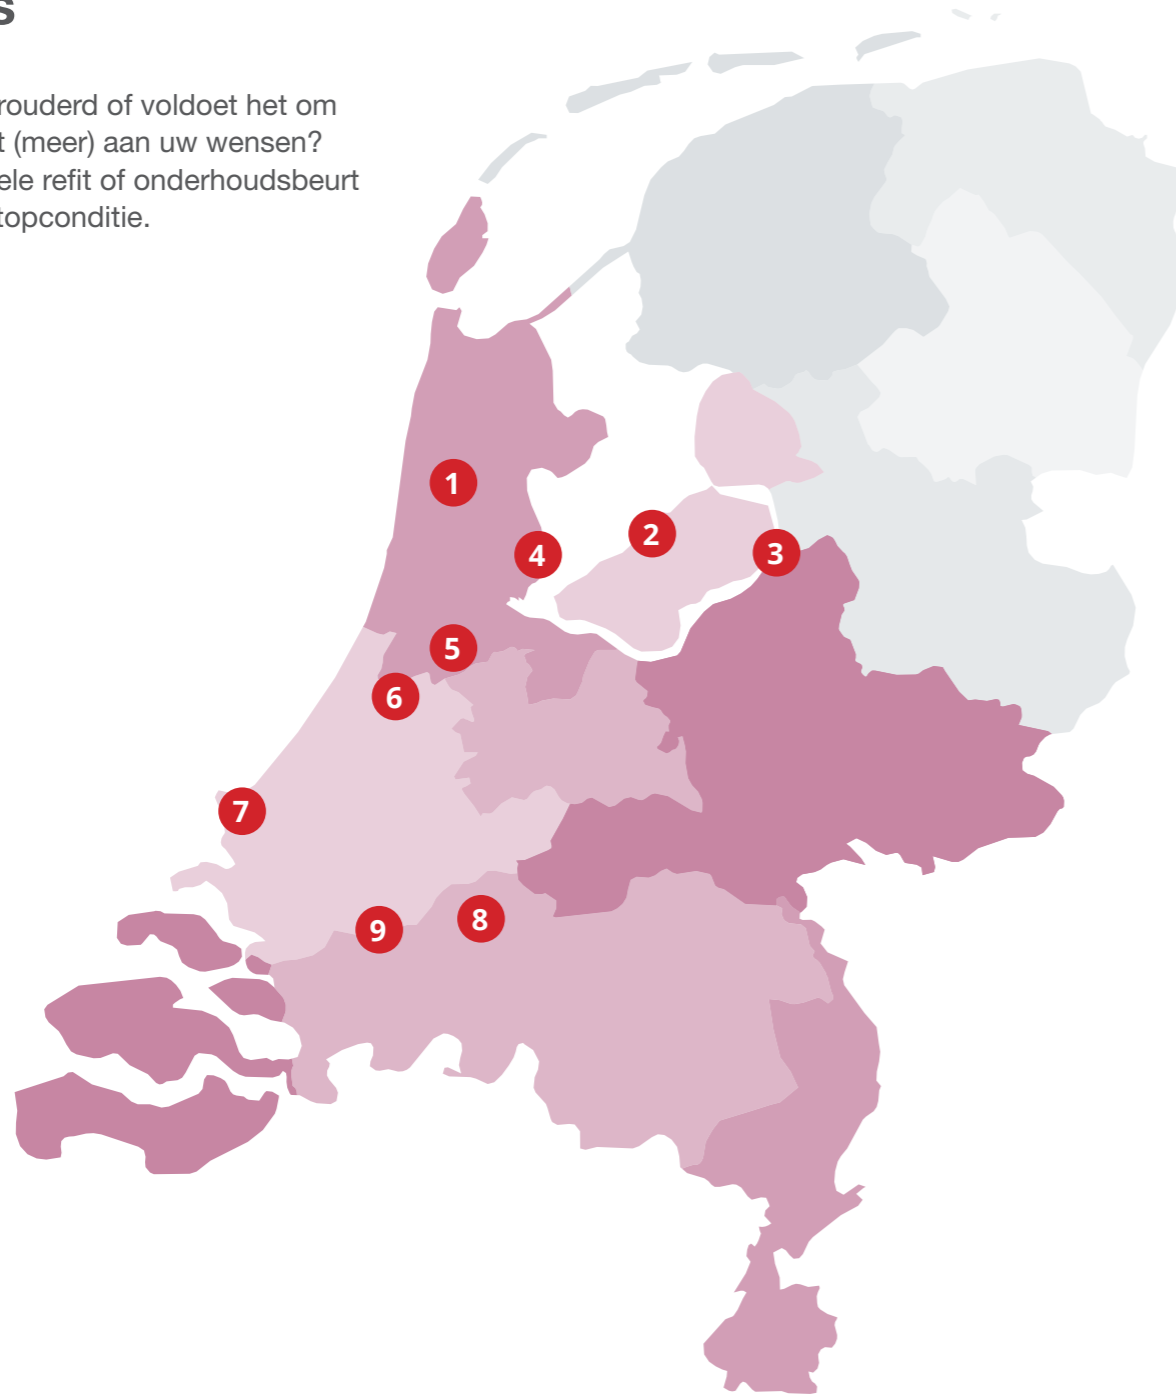 s
rouderd of voldoet het om
t (meer) aan uw wensen?
ele refit of onderhoudsbeurt
topconditie.
1
2
3
4
5
6
7
8
9